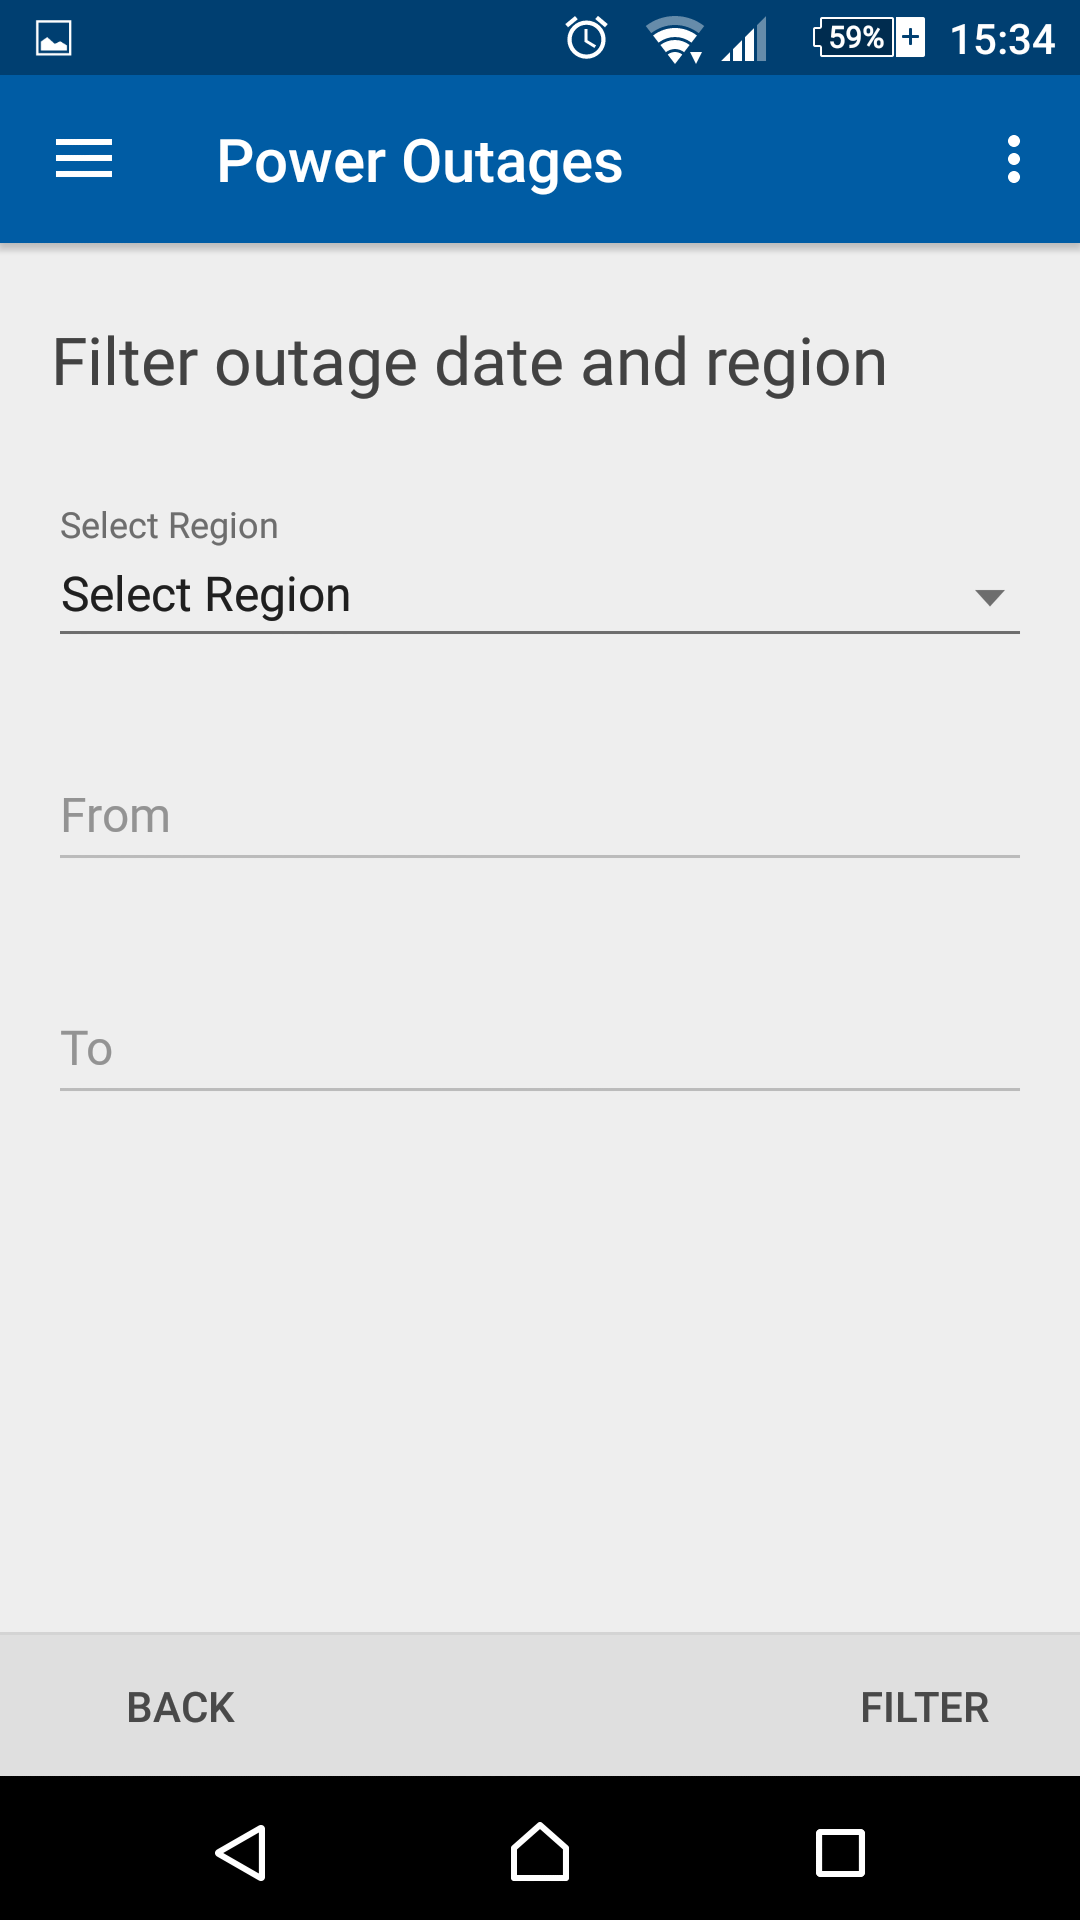 59% 15:34
Power Outages
Filter outage date and region
Select Region
Select Region
From
To
BACK FILTER